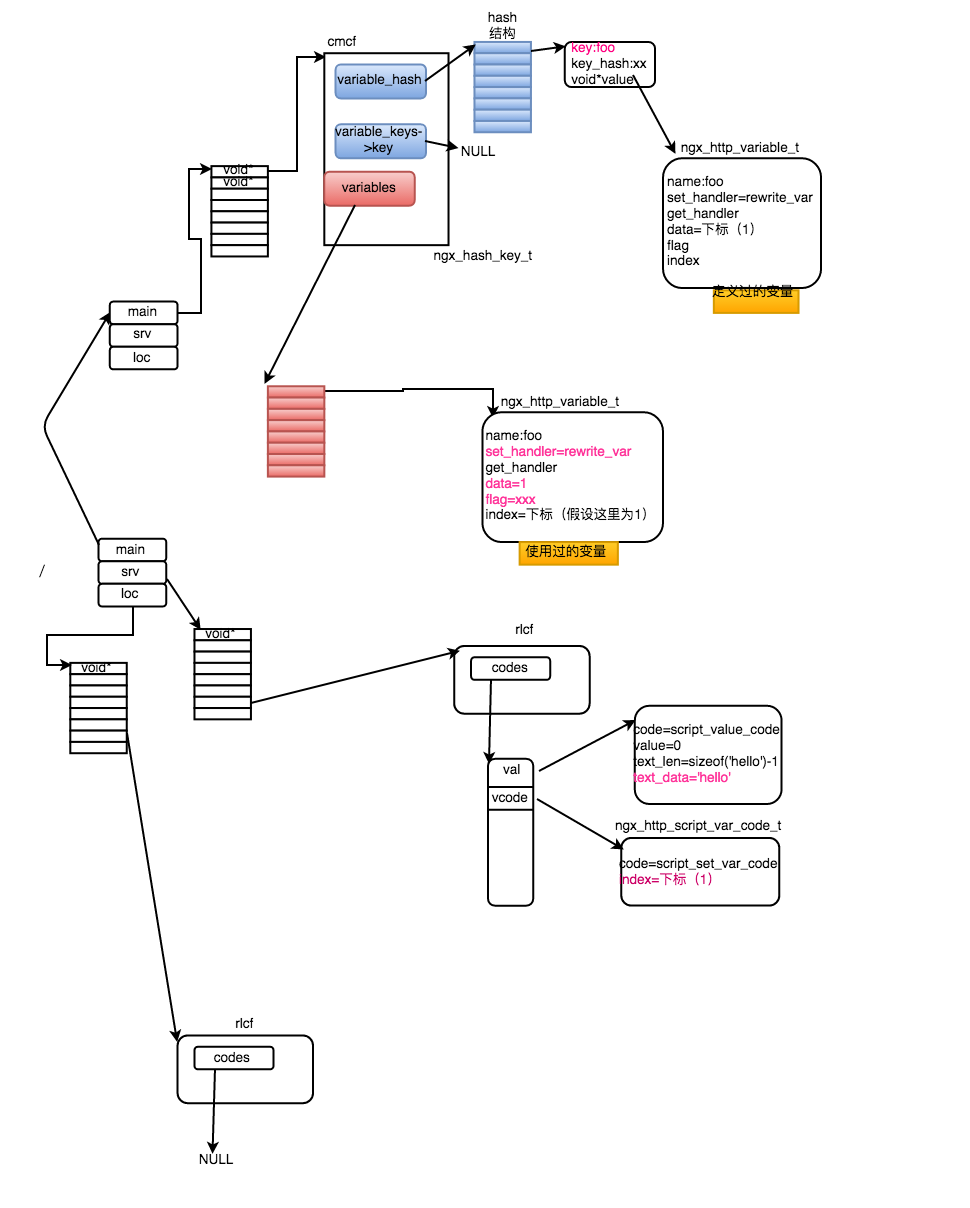 hash
结构
cmcf
variable_hash
variable_keys-
>key
NULL
variables
ngx_hash_key_t
key:foo
key_hash:xx
void*value
ngx_http_variable_t
name:foo
set_handler=rewrite_var
get_handler
data=下标（1）
flag
index
定义过的变量
void*
void*
main
srv
loc
ngx_http_variable_t
name:foo
set_handler=rewrite_var
get_handler
data=1
flag=xxx
index=下标（假设这里为1）
使用过的变量
/
main
srv
loc
void*
void*
rlcf
codes
val
vcode
code=script_value_code
value=0
text_len=sizeof('hello')-1
text_data='hello'
ngx_http_script_var_code_t
code=script_set_var_code
index=下标（1）
rlcf
codes
NULL